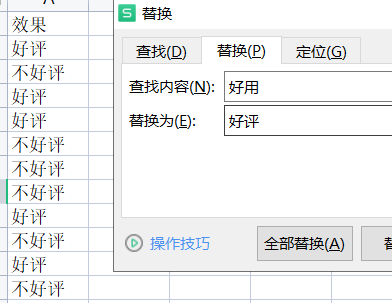 效果
好评
不好评
好评
好评
不好评
不好评
不好评
好评
不好评
好评
不好评
S 替换
查找(D) 替换(P) 定位(G)
查找内容(N): 好用
替换为(E): 好评
操作技巧 全部替换(A)